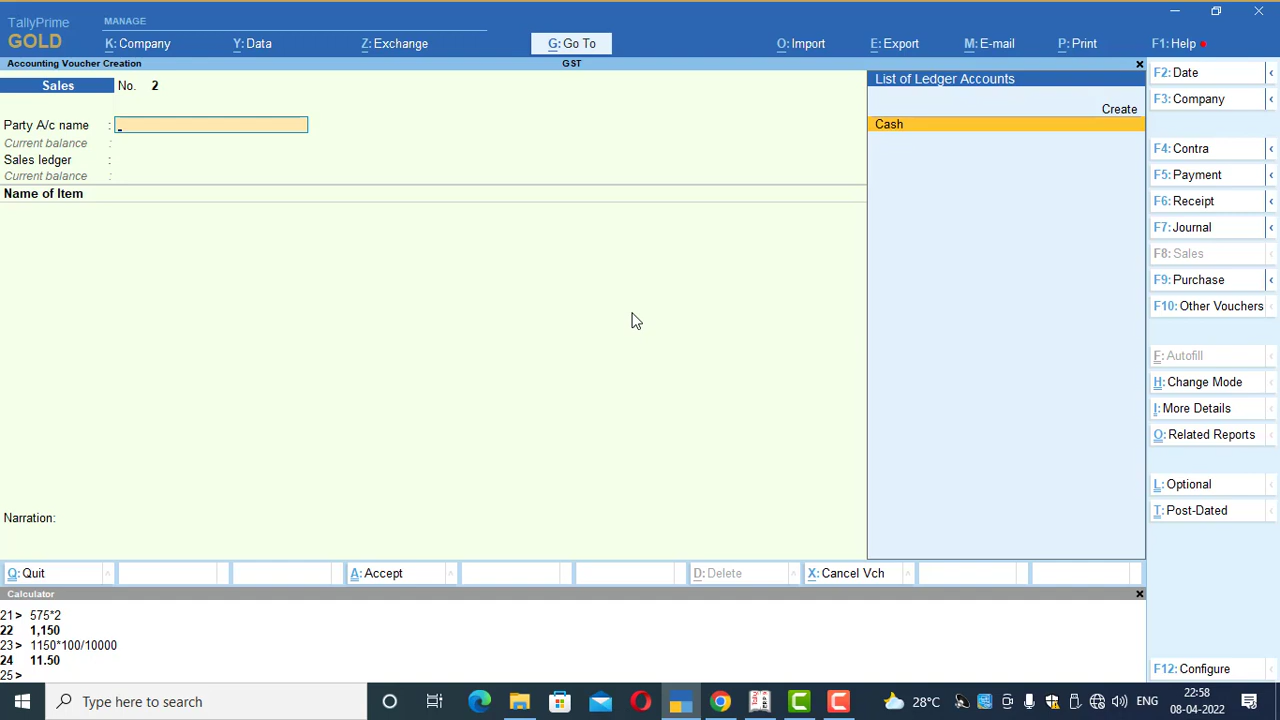 TallyPrime
GOLD
MANAGE
K: Company
Y: Data
Z: Exchange
G: Go To
O: Import
E: Export
M: E-mail
P: Print
F1: Help
Accounting Voucher Creation
GST
Sales No. 2
Party A/c name :
Current balance :
Sales ledger :
Current balance :
Name of Item
Narration:
List of Ledger Accounts
Create
Cash
F2: Date
F3: Company
F4: Contra
F5: Payment
F6: Receipt
F7: Journal
F8: Sales
F9: Purchase
F10: Other Vouchers
F: Autofill
H: Change Mode
I: More Details
O: Related Reports
L: Optional
T: Post-Dated
F12: Configure
Q: Quit
A: Accept
D: Delete
X: Cancel Vch
Calculator
21> 575*2
22 1,150
23> 1150*100/10000
24 11.50
25>
Type here to search
28°C
ENG
22:58
08-04-2022